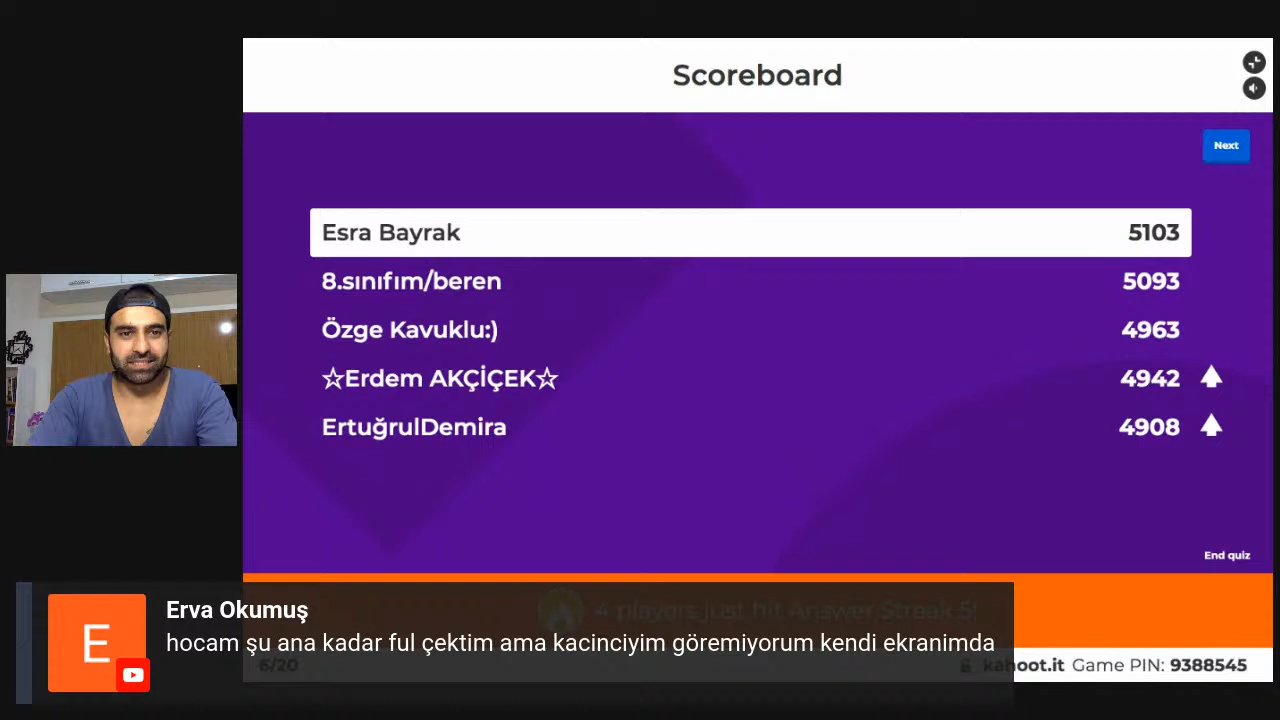 Scoreboard
Next
Esra Bayrak 5103
8.sınıfım/beren 5093
Özge Kavuklu:) 4963
☆Erdem AKÇİÇEK☆ 4942
ErtuğrulDemira 4908
End quiz
4 players just hit Answer Streak 5!
Erva Okumuş
E
hocam şu ana kadar ful çektim ama kacinciyim göremiyorum kendi ekranimda
6/20
kahoot.it Game PIN: 9388545